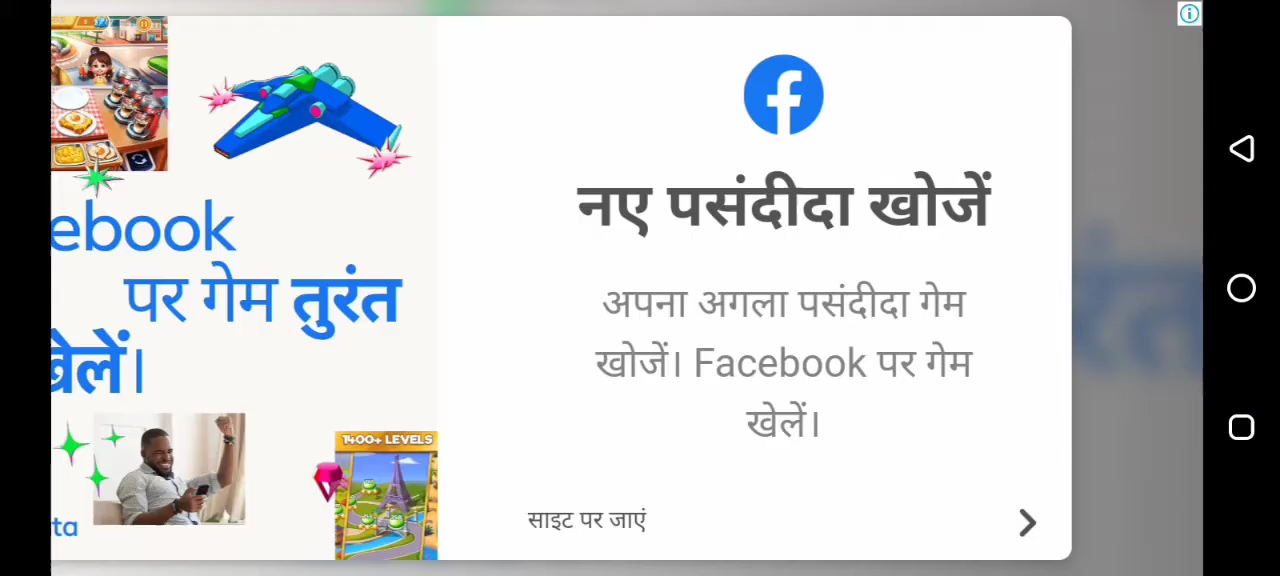 ebook
पर गेम तुरंत
खेलें।
1400+ LEVELS
ta
नए पसंदीदा खोजें
अपना अगला पसंदीदा गेम
खोजें। Facebook पर गेम
खेलें।
साइट पर जाएं